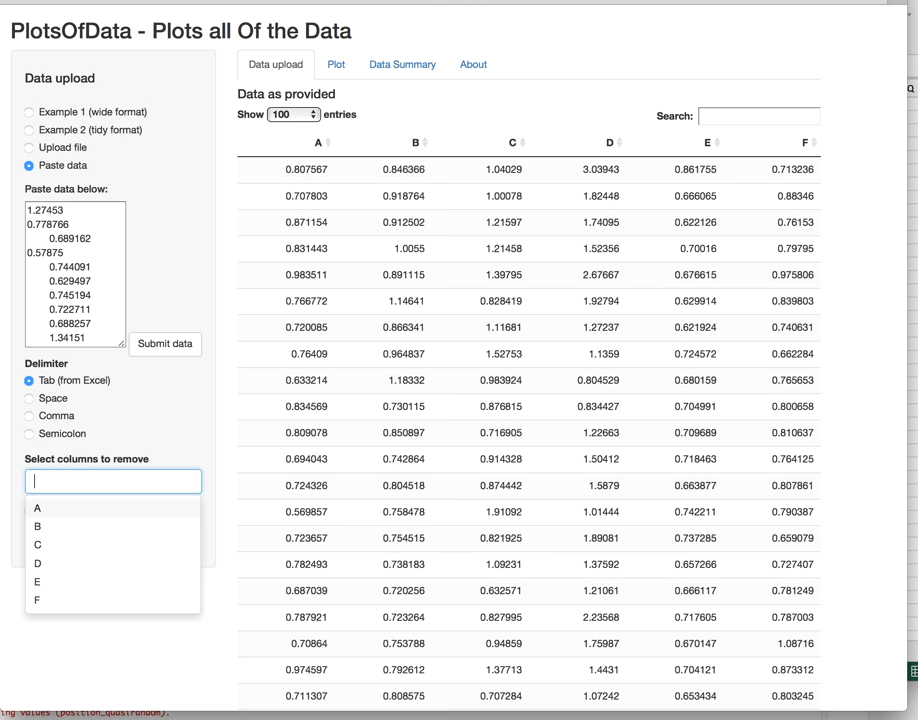 PlotsOfData - Plots all Of the Data
Data upload
Example 1 (wide format)
Example 2 (tidy format)
Upload file
Paste data
Paste data below:
1.27453
0.778766
0.689162
0.57875
0.744091
0.629497
0.745194
0.722711
0.688257
1.34151
Submit data
Delimiter
Tab (from Excel)
Space
Comma
Semicolon
Select columns to remove
A
B
C
D
E
F
Data upload Plot Data Summary About
Data as provided
Show 100 entries
Search:
A B C D E F
0.807567 0.846366 1.04029 3.03943 0.861755 0.713236
0.707803 0.918764 1.00078 1.82448 0.666065 0.88346
0.871154 0.912502 1.21597 1.74095 0.622126 0.76153
0.831443 1.0055 1.21458 1.52356 0.70016 0.79795
0.983511 0.891115 1.39795 2.67667 0.676615 0.975806
0.766772 1.14641 0.828419 1.92794 0.629914 0.839803
0.720085 0.866341 1.11681 1.27237 0.621924 0.740631
0.76409 0.964837 1.52753 1.1359 0.724572 0.662284
0.633214 1.18332 0.983924 0.804529 0.680159 0.765653
0.834569 0.730115 0.876815 0.834427 0.704991 0.800658
0.809078 0.850897 0.716905 1.22663 0.709689 0.810637
0.694043 0.742864 0.914328 1.50412 0.718463 0.764125
0.724326 0.804518 0.874442 1.5879 0.663877 0.807861
0.569857 0.758478 1.91092 1.01444 0.742211 0.790387
0.723657 0.754515 0.821925 1.89081 0.737285 0.659079
0.782493 0.738183 1.09231 1.37592 0.657266 0.727407
0.687039 0.720256 0.632571 1.21061 0.666117 0.781249
0.787921 0.723264 0.827995 2.23568 0.717605 0.787003
0.70864 0.753788 0.94859 1.75987 0.670147 1.08716
0.974597 0.792612 1.37713 1.4431 0.704121 0.873312
0.711307 0.808575 0.707284 1.07242 0.653434 0.803245
ing values (position_quasirandom).